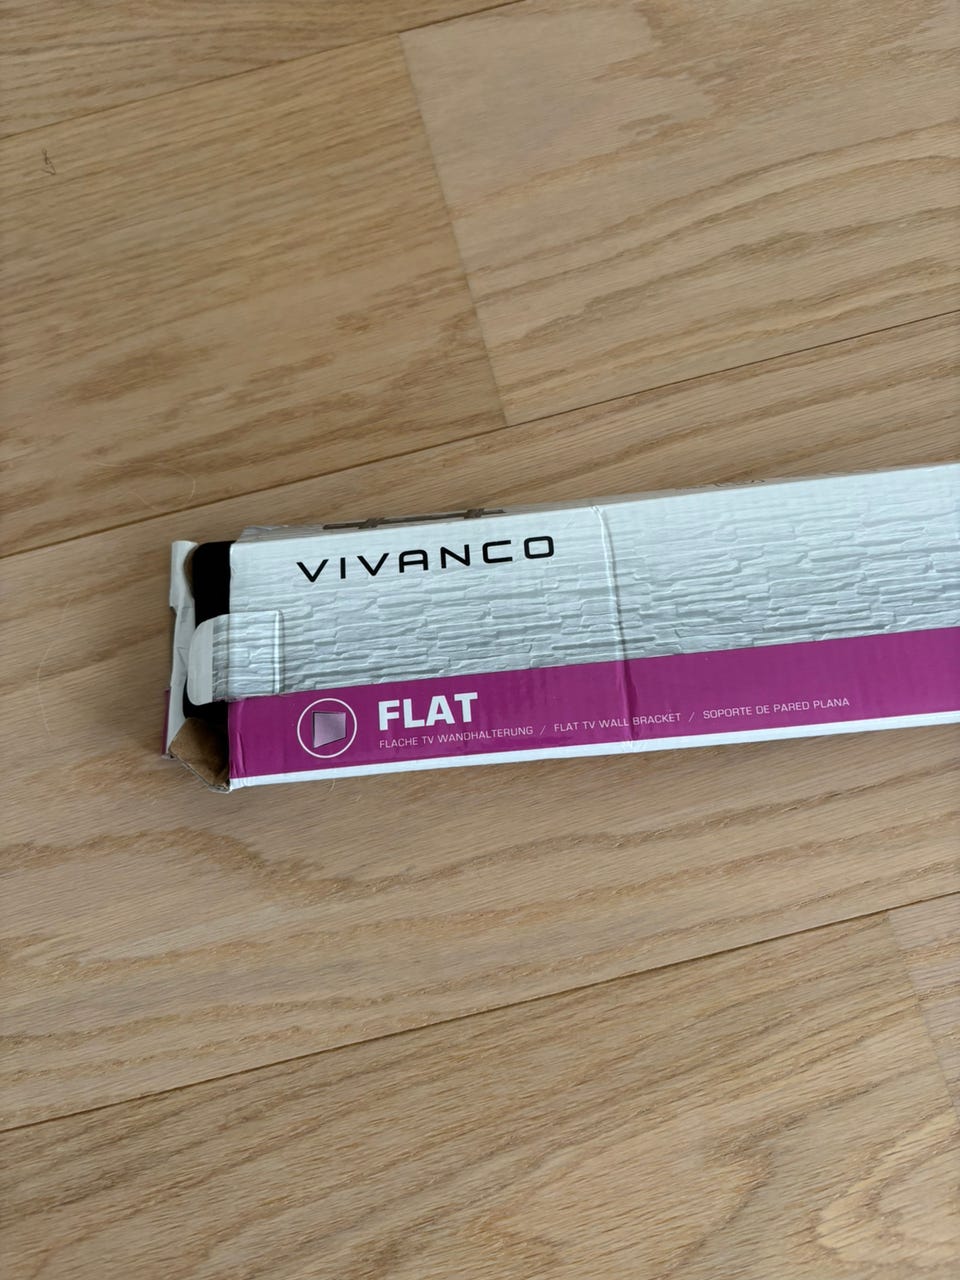 VIVANCO
FLAT
FLACHE TV WANDHALTERUNG / FLAT TV WALL BRACKET / SOPORTE DE PARED PLANA